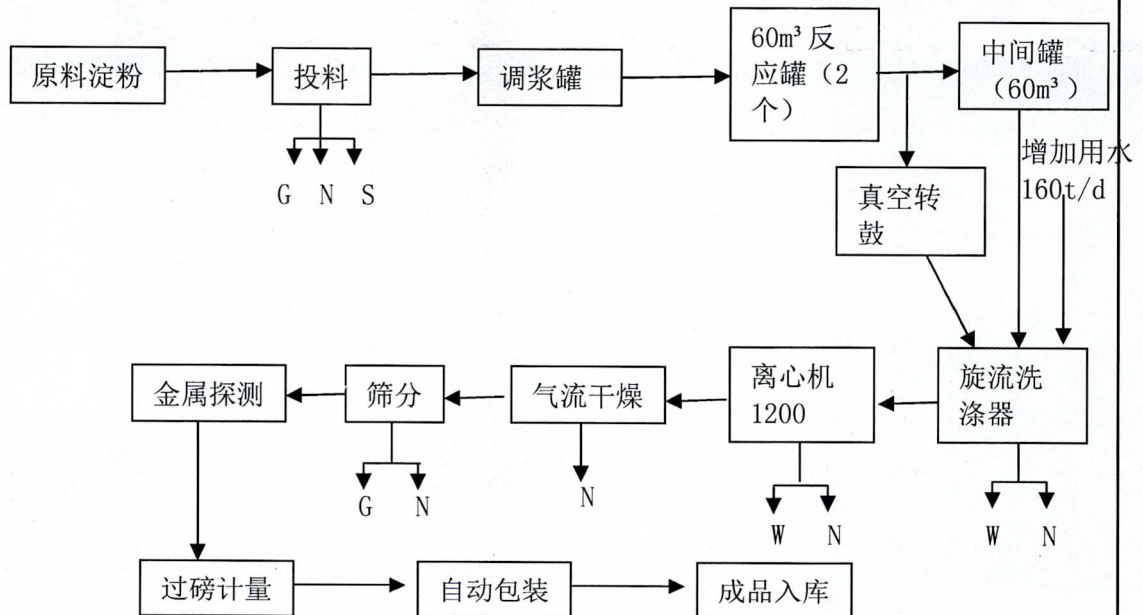 原料淀粉
投料
调浆罐
60m³反
应罐（2
个）
中间罐
（60m³）
G N S
真空转
鼓
增加用水
160t/d
金属探测
筛分
气流干燥
离心机
1200
旋流洗
涤器
G N
N
W N
W N
过磅计量
自动包装
成品入库